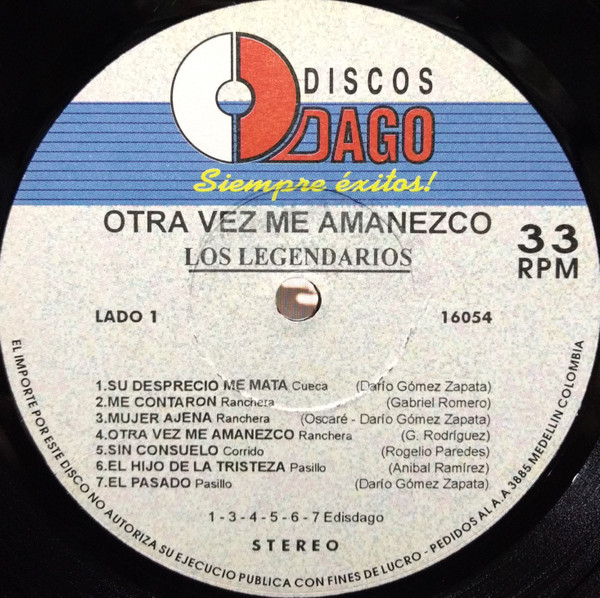 DISCOS
DAGO
Siempre éxitos!
OTRA VEZ ME AMANEZCO
LOS LEGENDARIOS
33
RPM
LADO 1 16054
1.SU DESPRECIO ME MATA Cueca (Darío Gómez Zapata)
2.ME CONTARON Ranchera (Gabriel Romero)
3.MUJER AJENA Ranchera (Oscaré - Darío Gómez Zapata)
4.OTRA VEZ ME AMANEZCO Ranchera (G. Rodríguez)
5.SIN CONSUELO Corrido (Rogelio Paredes)
6.EL HIJO DE LA TRISTEZA Pasillo (Anibal Ramírez)
7.EL PASADO Pasillo (Darío Gómez Zapata)
1 - 3 - 4 - 5 - 6 - 7 Edisdago
STEREO
EL IMPORTE POR ESTE DISCO NO AUTORIZA SU EJECUCIO PUBLICA CON FINES DE LUCRO - PEDIDOS AL A.A 3885 MEDELLIN COLOMBIA